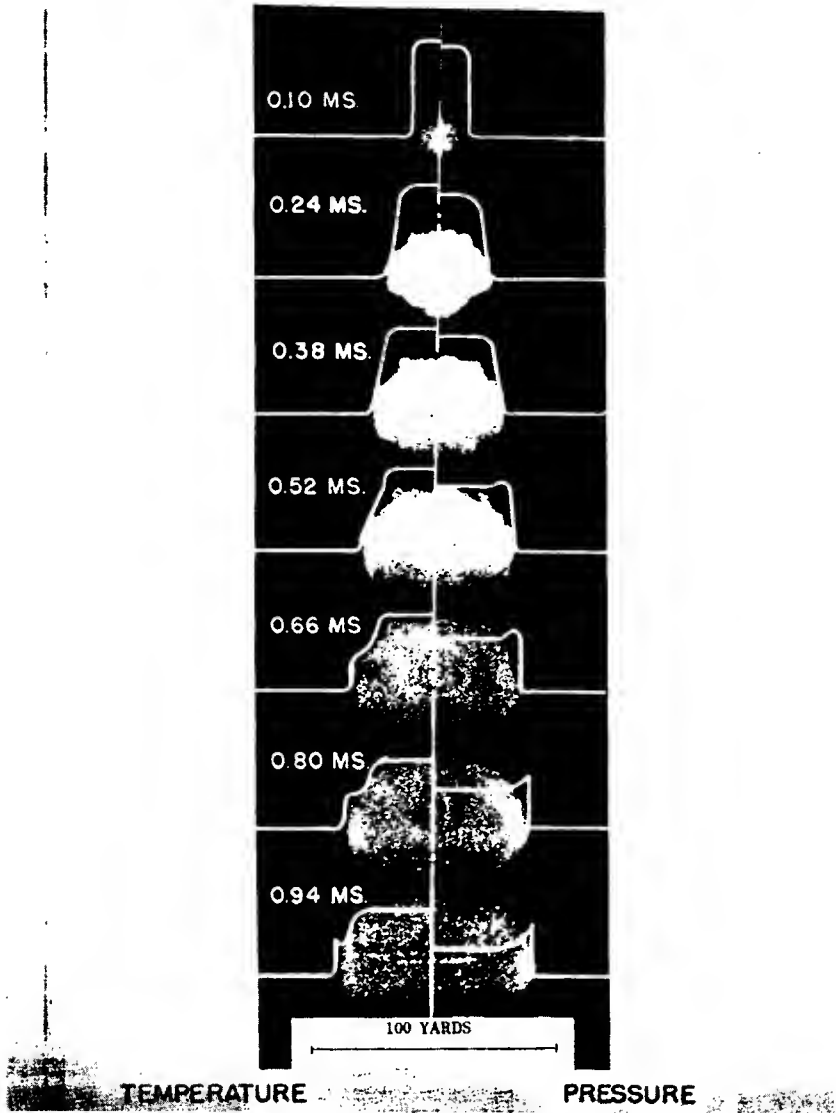 0.10 MS.
0.24 MS.
0.38 MS.
0.52 MS.
0.66 MS
0.80 MS.
0.94 MS.
100 YARDS
TEMPERATURE PRESSURE